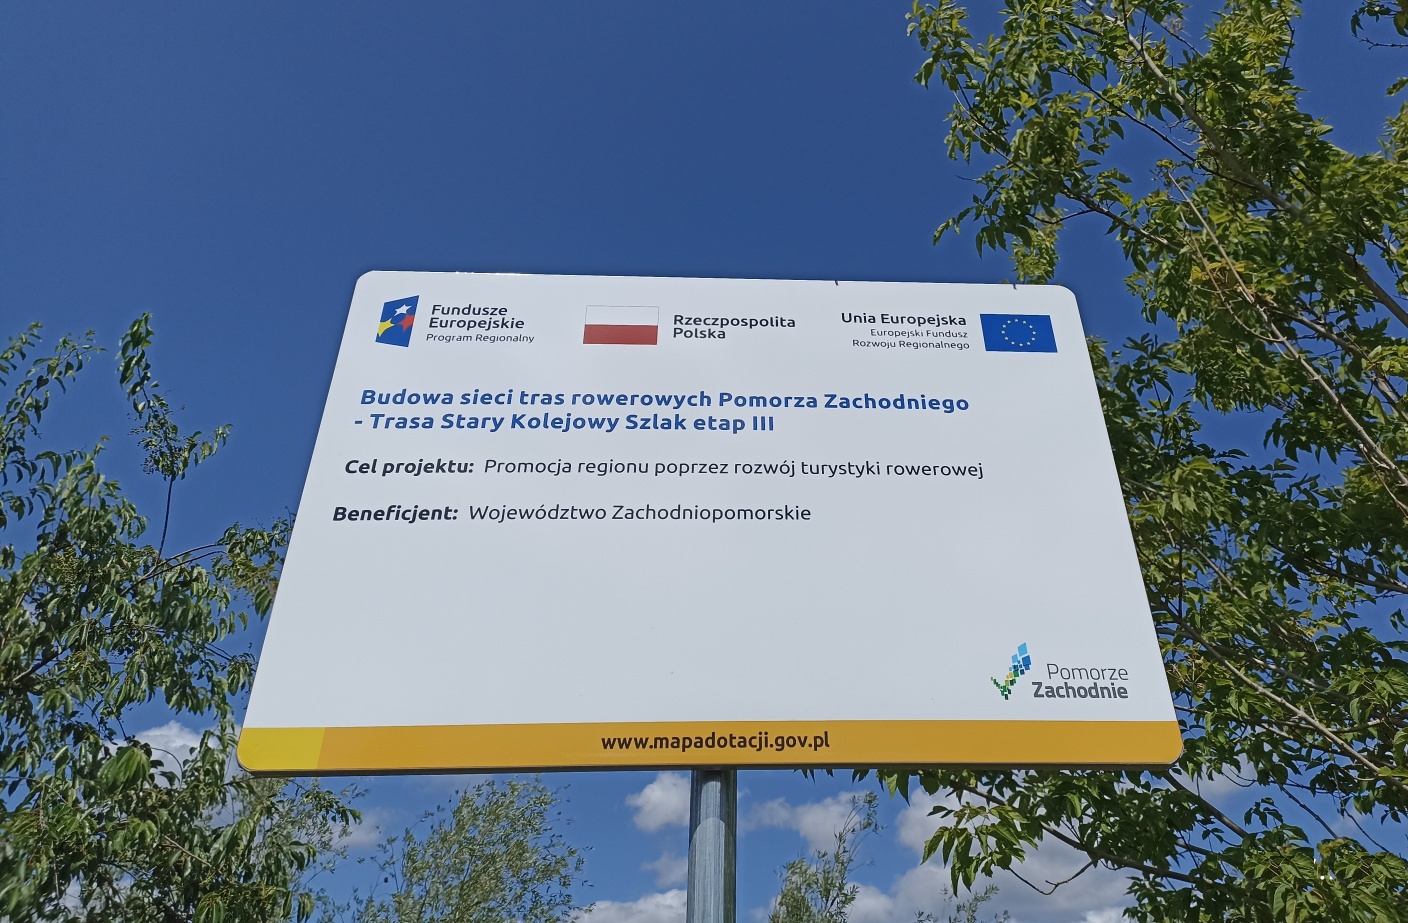 Fundusze
Europejskie
Program Regionalny
Rzeczpospolita
Polska
Unia Europejska
Europejski Fundusz
Rozwoju Regionalnego
Budowa sieci tras rowerowych Pomorza Zachodniego
- Trasa Stary Kolejowy Szlak etap III
Cel projektu: Promocja regionu poprzez rozwój turystyki rowerowej
Beneficjent: Województwo Zachodniopomorskie
Pomorze
Zachodnie
www.mapadotacji.gov.pl